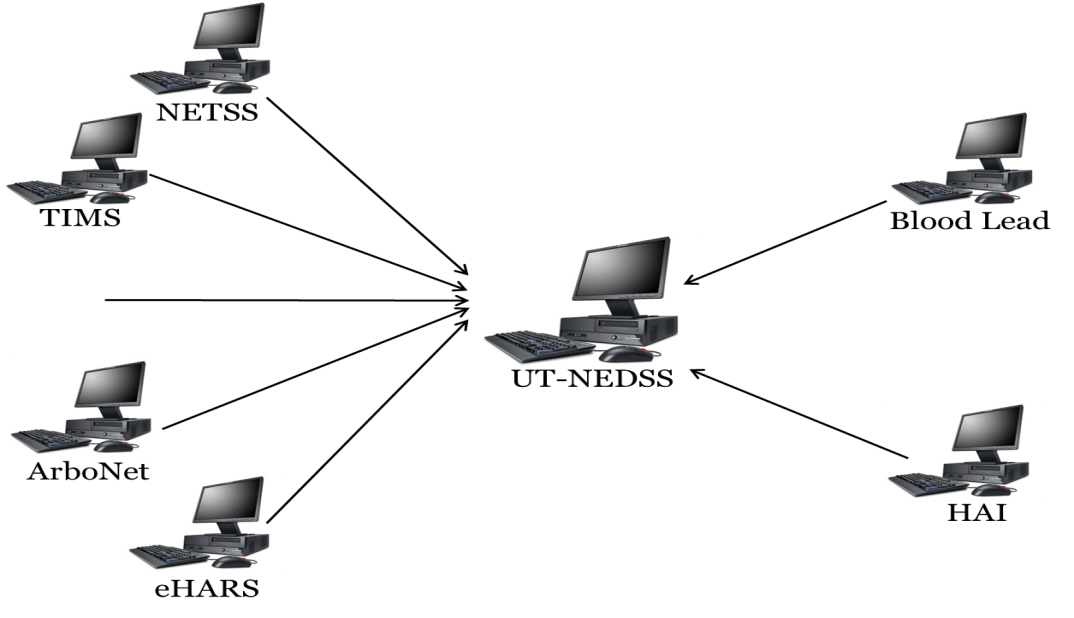 NETSS
TIMS
Blood Lead
UT-NEDSS
ArboNet
HAI
eHARS